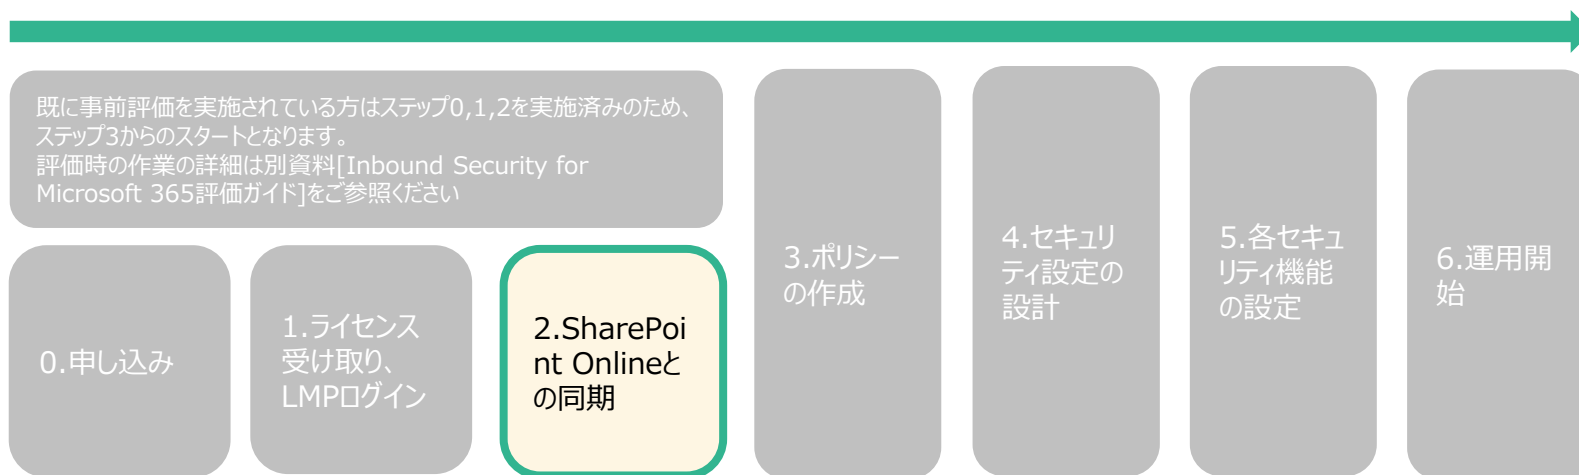 既に事前評価を実施されている方はステップ0,1,2を実施済みのため、
ステップ3からのスタートとなります。
評価時の作業の詳細は別資料[Inbound Security for
Microsoft 365評価ガイド]をご参照ください
0.申し込み
1.ライセンス
受け取り、
LMPログイン
2.SharePoi
nt Onlineと
の同期
3.ポリシー
の作成
4.セキュリ
ティ設定の
設計
5.各セキュ
リティ機能
の設定
6.運用開
始